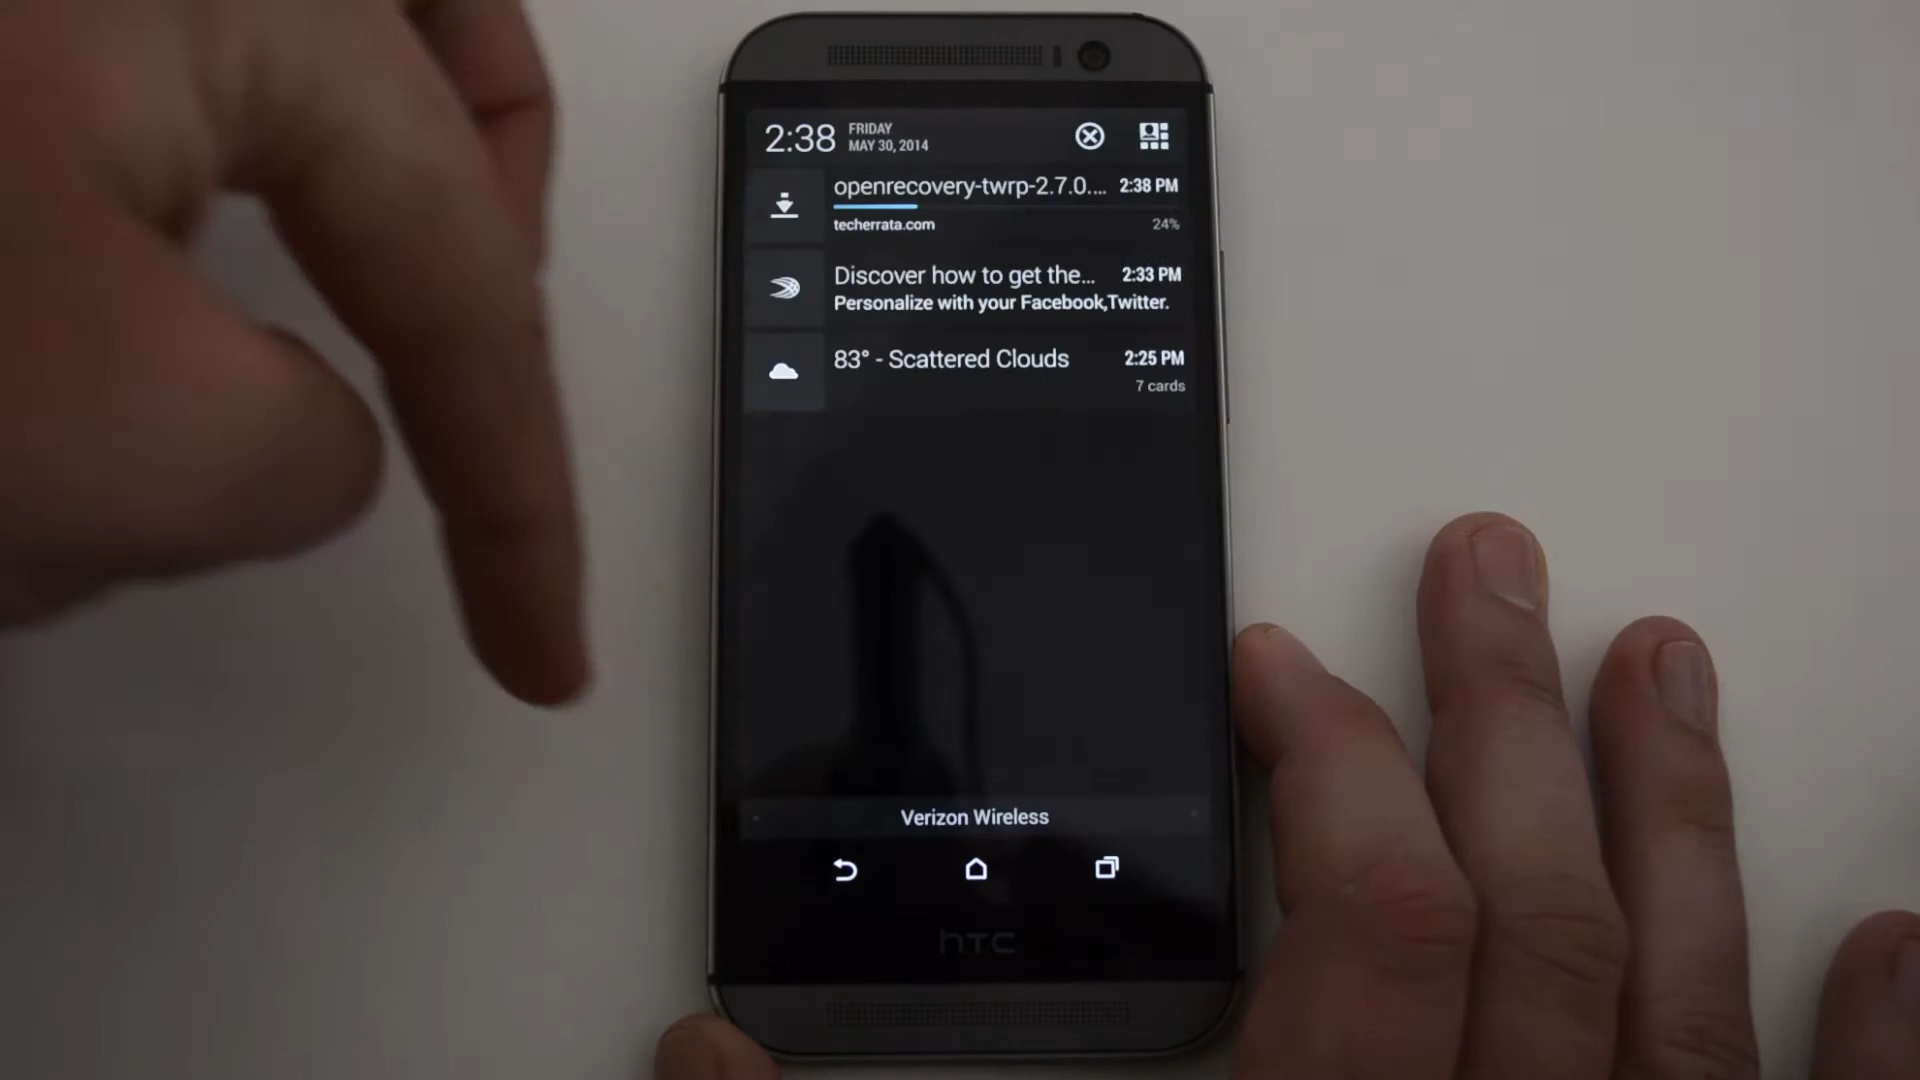 2:38
FRIDAY
MAY 30, 2014
openrecovery-twrp-2.7.0.... 2:38 PM
techerrata.com 24%
Discover how to get the... 2:33 PM
Personalize with your Facebook,Twitter.
83° - Scattered Clouds 2:25 PM
7 cards
Verizon Wireless
hTC